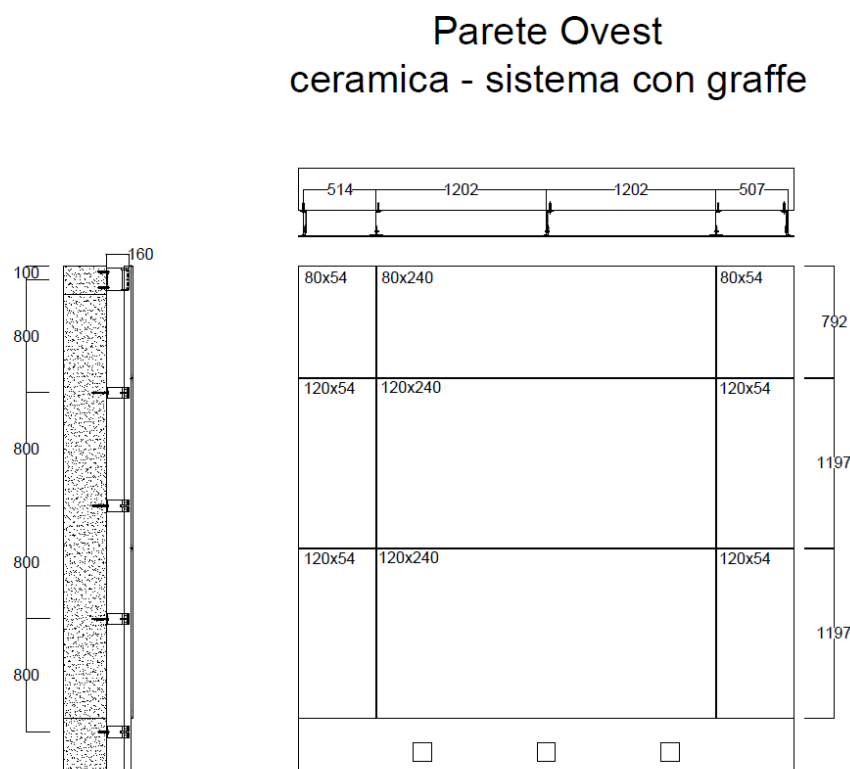 Parete Ovest
ceramica - sistema con graffe
514 1202 1202 507
160
100
800
800
800
800
80x54 80x240 80x54
792
120x54 120x240 120x54
1197
120x54 120x240 120x54
1197